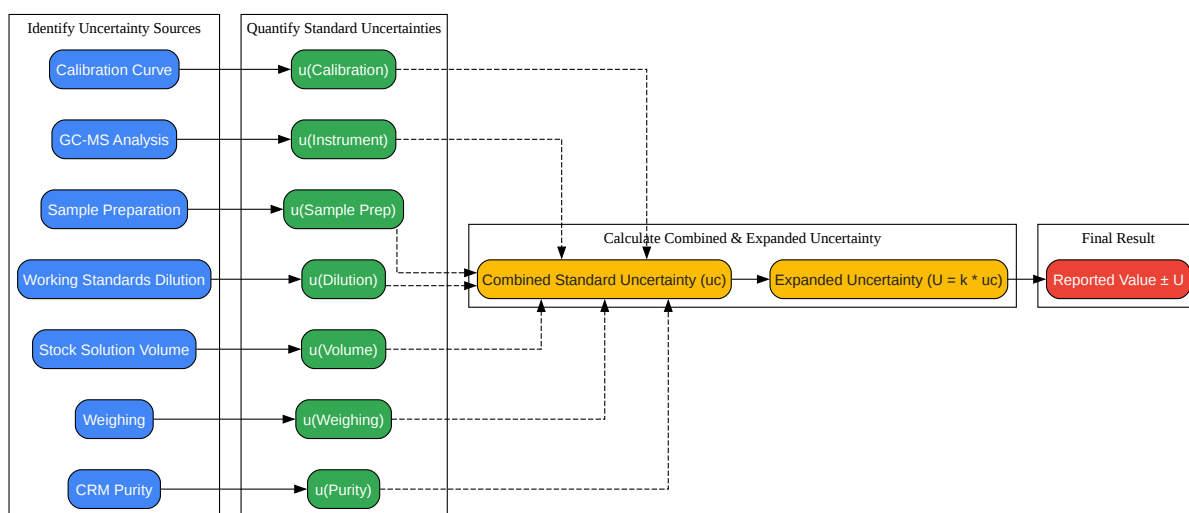 Identify Uncertainty Sources
Calibration Curve
GC-MS Analysis
Sample Preparation
Working Standards Dilution
Stock Solution Volume
Weighing
CRM Purity
Quantify Standard Uncertainties
u(Calibration)
u(Instrument)
u(Sample Prep)
u(Dilution)
u(Volume)
u(Weighing)
u(Purity)
Calculate Combined & Expanded Uncertainty
Combined Standard Uncertainty (uc)
Expanded Uncertainty (U = k * uc)
Final Result
Reported Value ± U